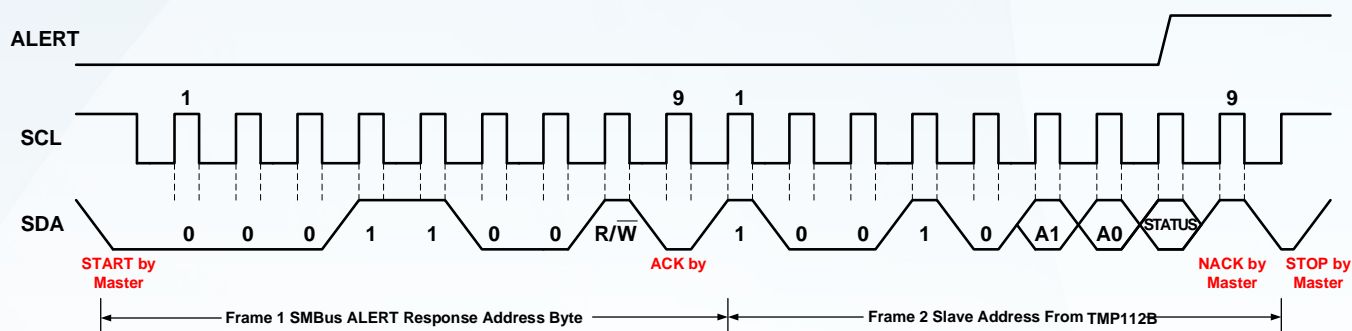 ALERT
1 9 1 9
SCL
SDA
0 0 0 1 1 0 0 R/W̅ 1 0 0 1 0 A1 A0 STATUS
START by
Master
ACK by
NACK by
Master
STOP by
Master
Frame 1 SMBus ALERT Response Address Byte
Frame 2 Slave Address From TMP112B